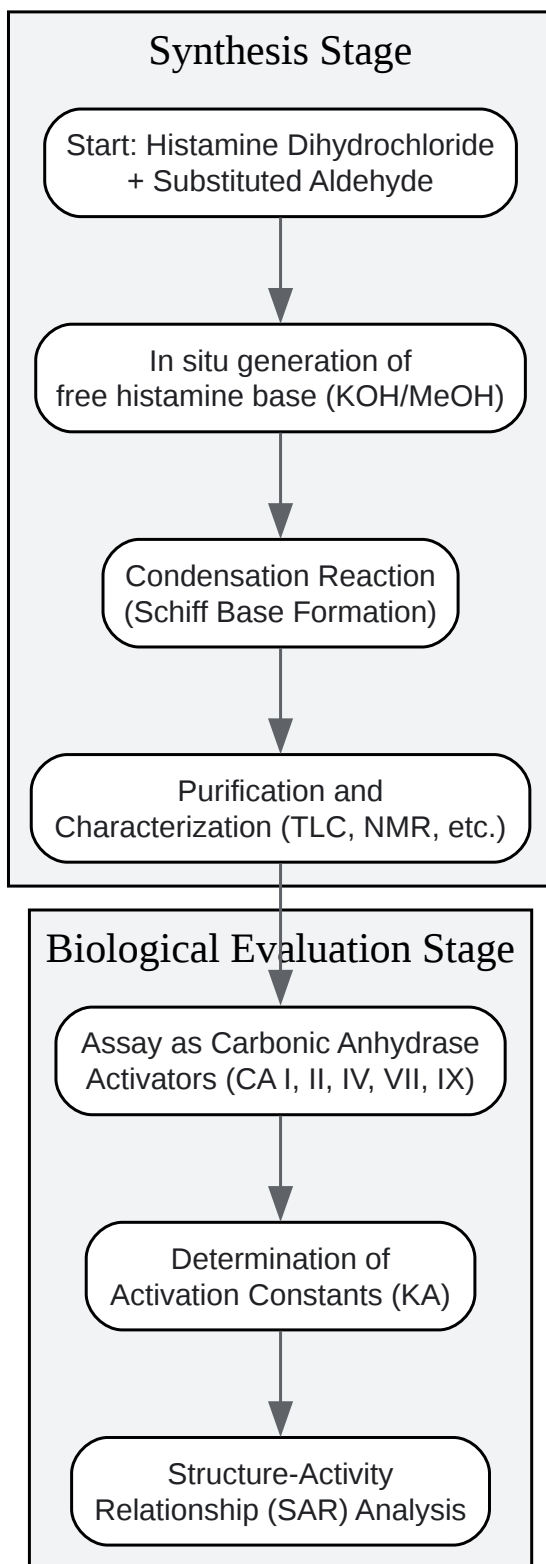 Synthesis Stage
Start: Histamine Dihydrochloride
+ Substituted Aldehyde
In situ generation of
free histamine base (KOH/MeOH)
Condensation Reaction
(Schiff Base Formation)
Purification and
Characterization (TLC, NMR, etc.)
Biological Evaluation Stage
Assay as Carbonic Anhydrase
Activators (CA I, II, IV, VII, IX)
Determination of
Activation Constants (KA)
Structure-Activity
Relationship (SAR) Analysis